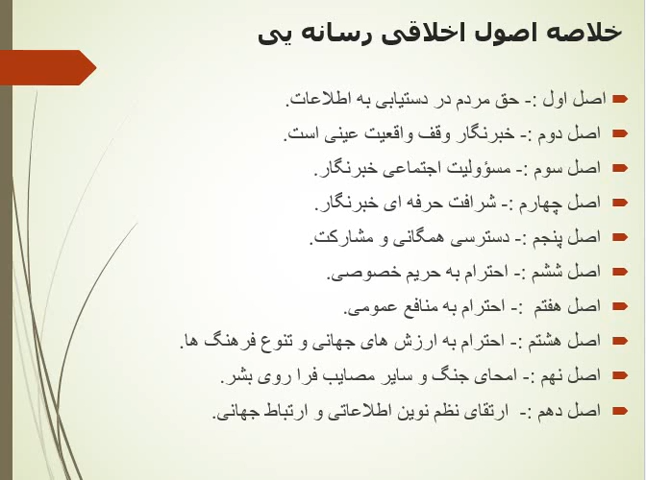 خلاصه اصول اخلاقی رسانه یی
اصل اول :- حق مردم در دستیابی به اطلاعات.
اصل دوم :- خبرنگار وقف واقعیت عینی است.
اصل سوم :- مسؤولیت اجتماعی خبرنگار.
اصل چهارم :- شرافت حرفه ای خبرنگار.
اصل پنجم :- دسترسی همگانی و مشارکت.
اصل ششم :- احترام به حریم خصوصی.
اصل هفتم :- احترام به منافع عمومی.
اصل هشتم :- احترام به ارزش های جهانی و تنوع فرهنگ ها.
اصل نهم :- امحای جنگ و سایر مصایب فرا روی بشر.
اصل دهم :- ارتقای نظم نوین اطلاعاتی و ارتباط جهانی.